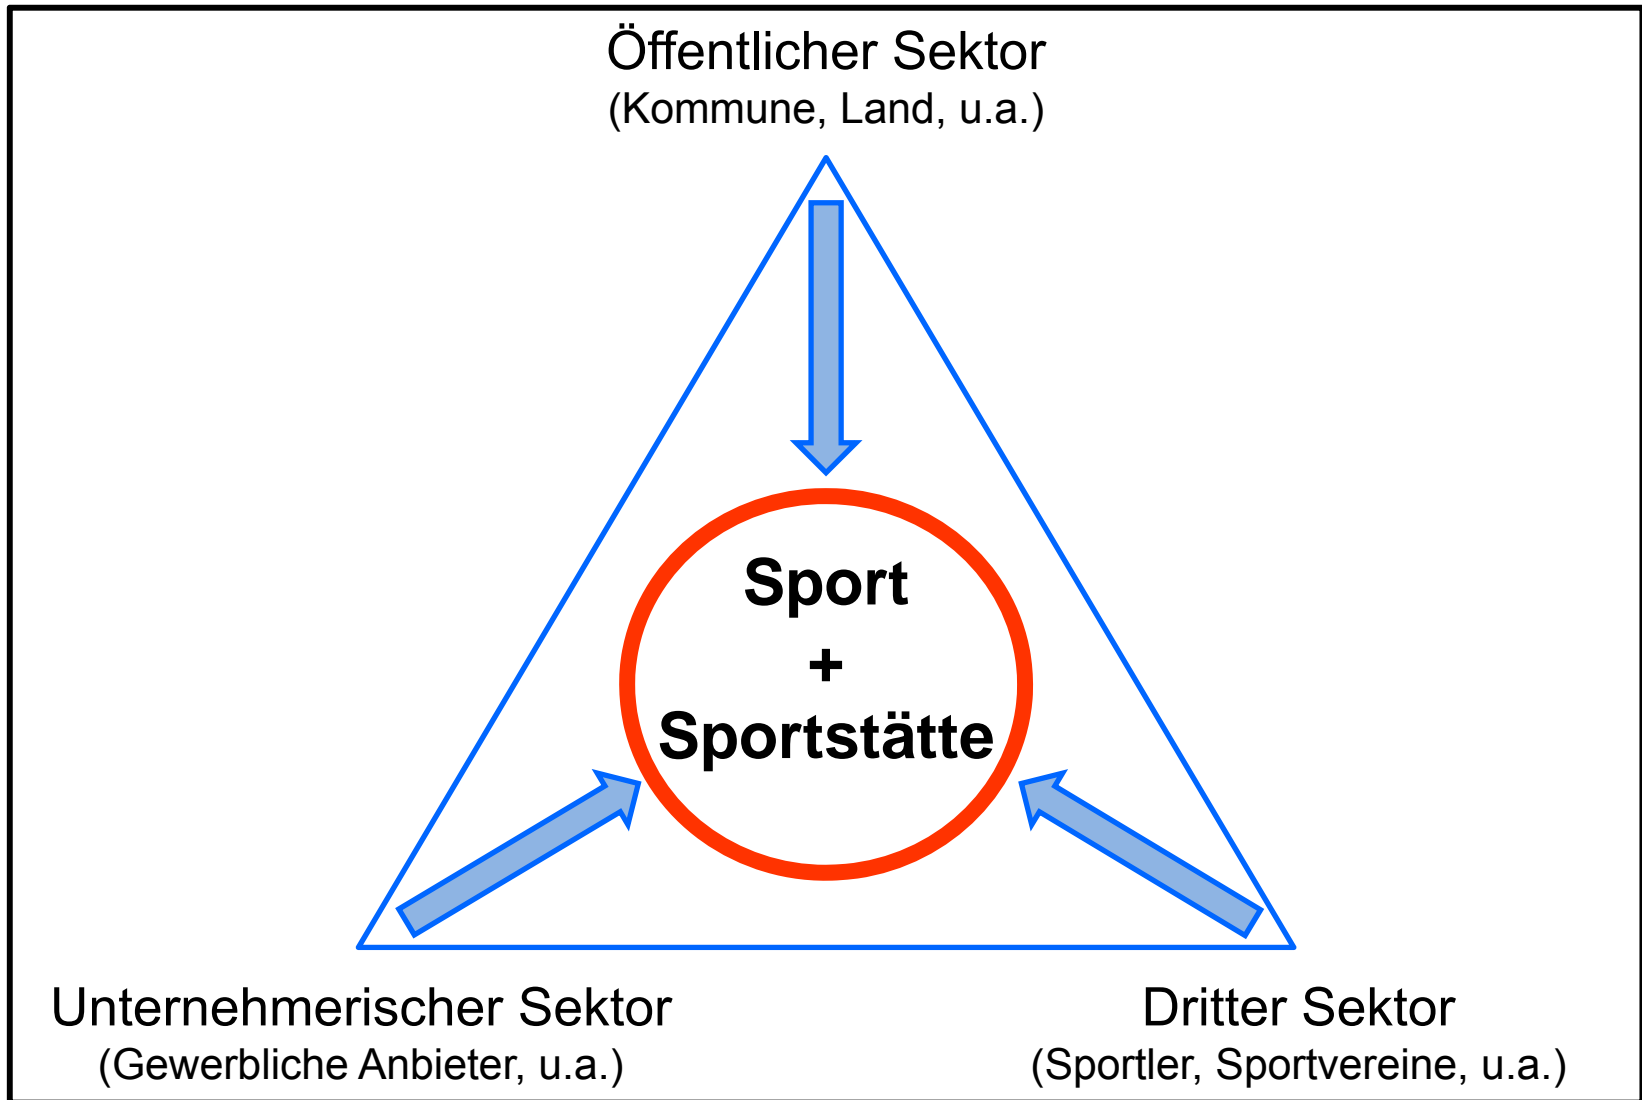 Öffentlicher Sektor
(Kommune, Land, u.a.)
Sport
+
Sportstätte
Unternehmerischer Sektor
(Gewerbliche Anbieter, u.a.)
Dritter Sektor
(Sportler, Sportvereine, u.a.)